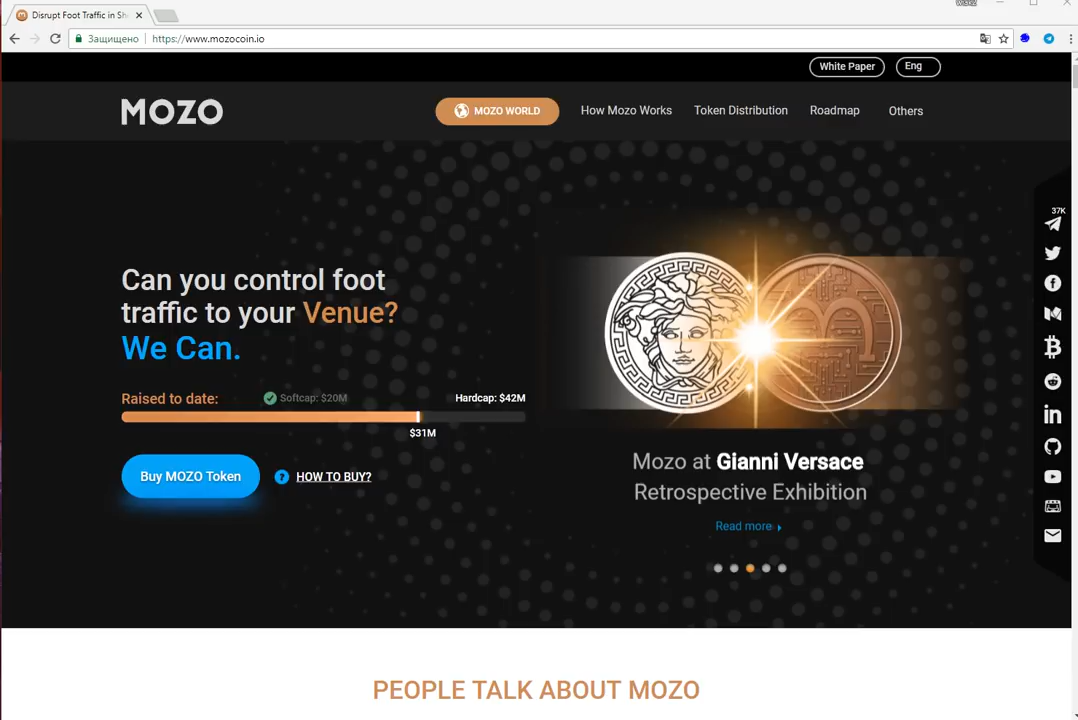 Disrupt Foot Traffic in Sh
Защищено
https://www.mozocoin.io
White Paper
Eng
MOZO
MOZO WORLD
How Mozo Works
Token Distribution
Roadmap
Others
37K
Can you control foot
traffic to your Venue?
We Can.
Raised to date:
Softcap: $20M
Hardcap: $42M
$31M
Buy MOZO Token
? HOW TO BUY?
Mozo at Gianni Versace
Retrospective Exhibition
Read more
PEOPLE TALK ABOUT MOZO